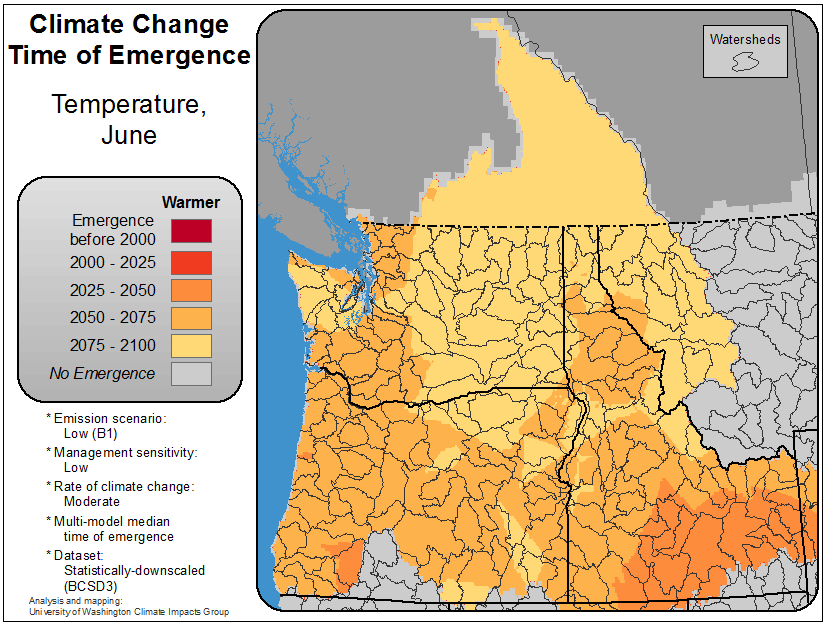 Climate Change
Time of Emergence
Temperature,
June
Warmer
Emergence
before 2000
2000 - 2025
2025 - 2050
2050 - 2075
2075 - 2100
No Emergence
* Emission scenario:
Low (B1)
* Management sensitivity:
Low
* Rate of climate change:
Moderate
* Multi-model median
time of emergence
* Dataset:
Statistically-downscaled
(BCSD3)
Analysis and mapping:
University of Washington Climate Impacts Group
Watersheds